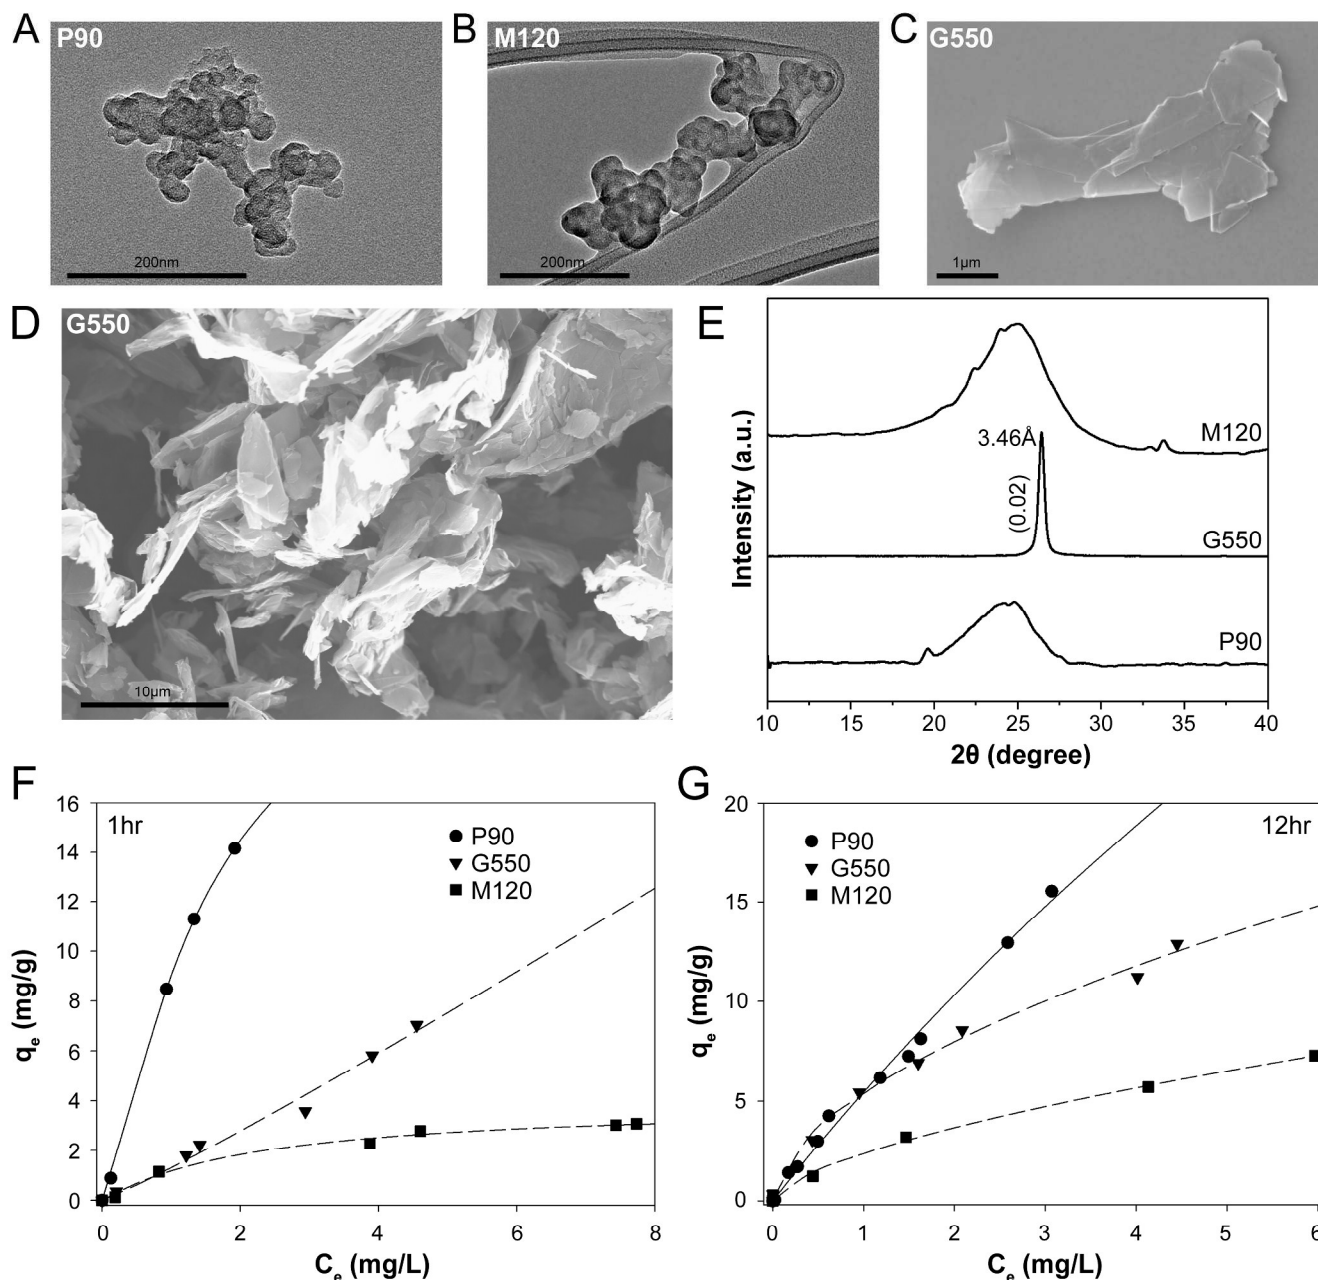 A
P90
200nm
B
M120
200nm
C
G550
1µm
D
G550
10µm
E
Intensity (a.u.)
M120
3.46Å
(0.02)
G550
P90
10 15 20 25 30 35 40
2θ (degree)
F
1hr
P90
G550
M120
qe (mg/g)
16
14
12
10
8
6
4
2
0
0 2 4 6 8
Ce (mg/L)
G
12hr
P90
G550
M120
qe (mg/g)
20
15
10
5
0
0 1 2 3 4 5 6
Ce (mg/L)